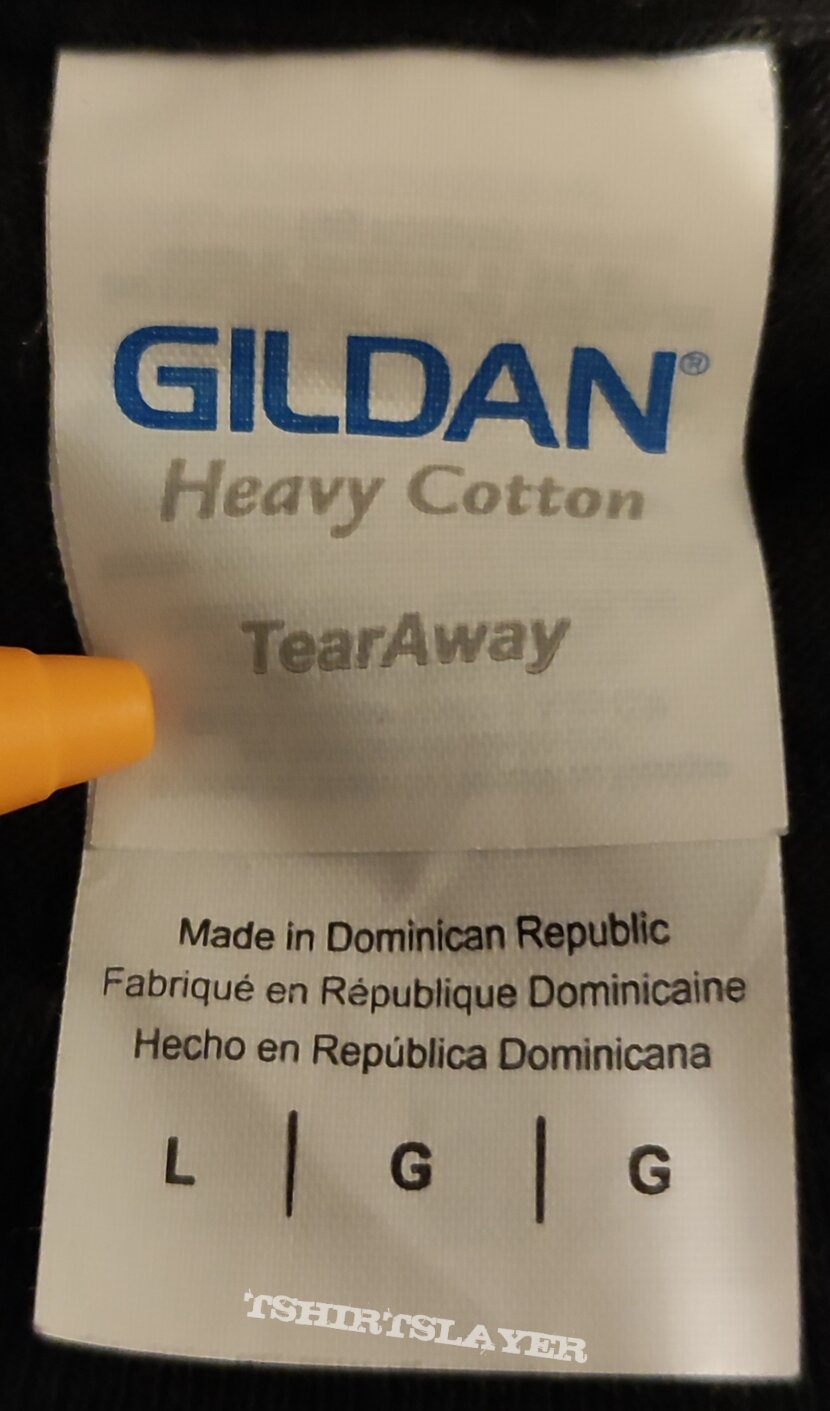 GILDAN®
Heavy Cotton
TearAway
Made in Dominican Republic
Fabriqué en République Dominicaine
Hecho en República Dominicana
L | G | G
TSHIRTSLAYER